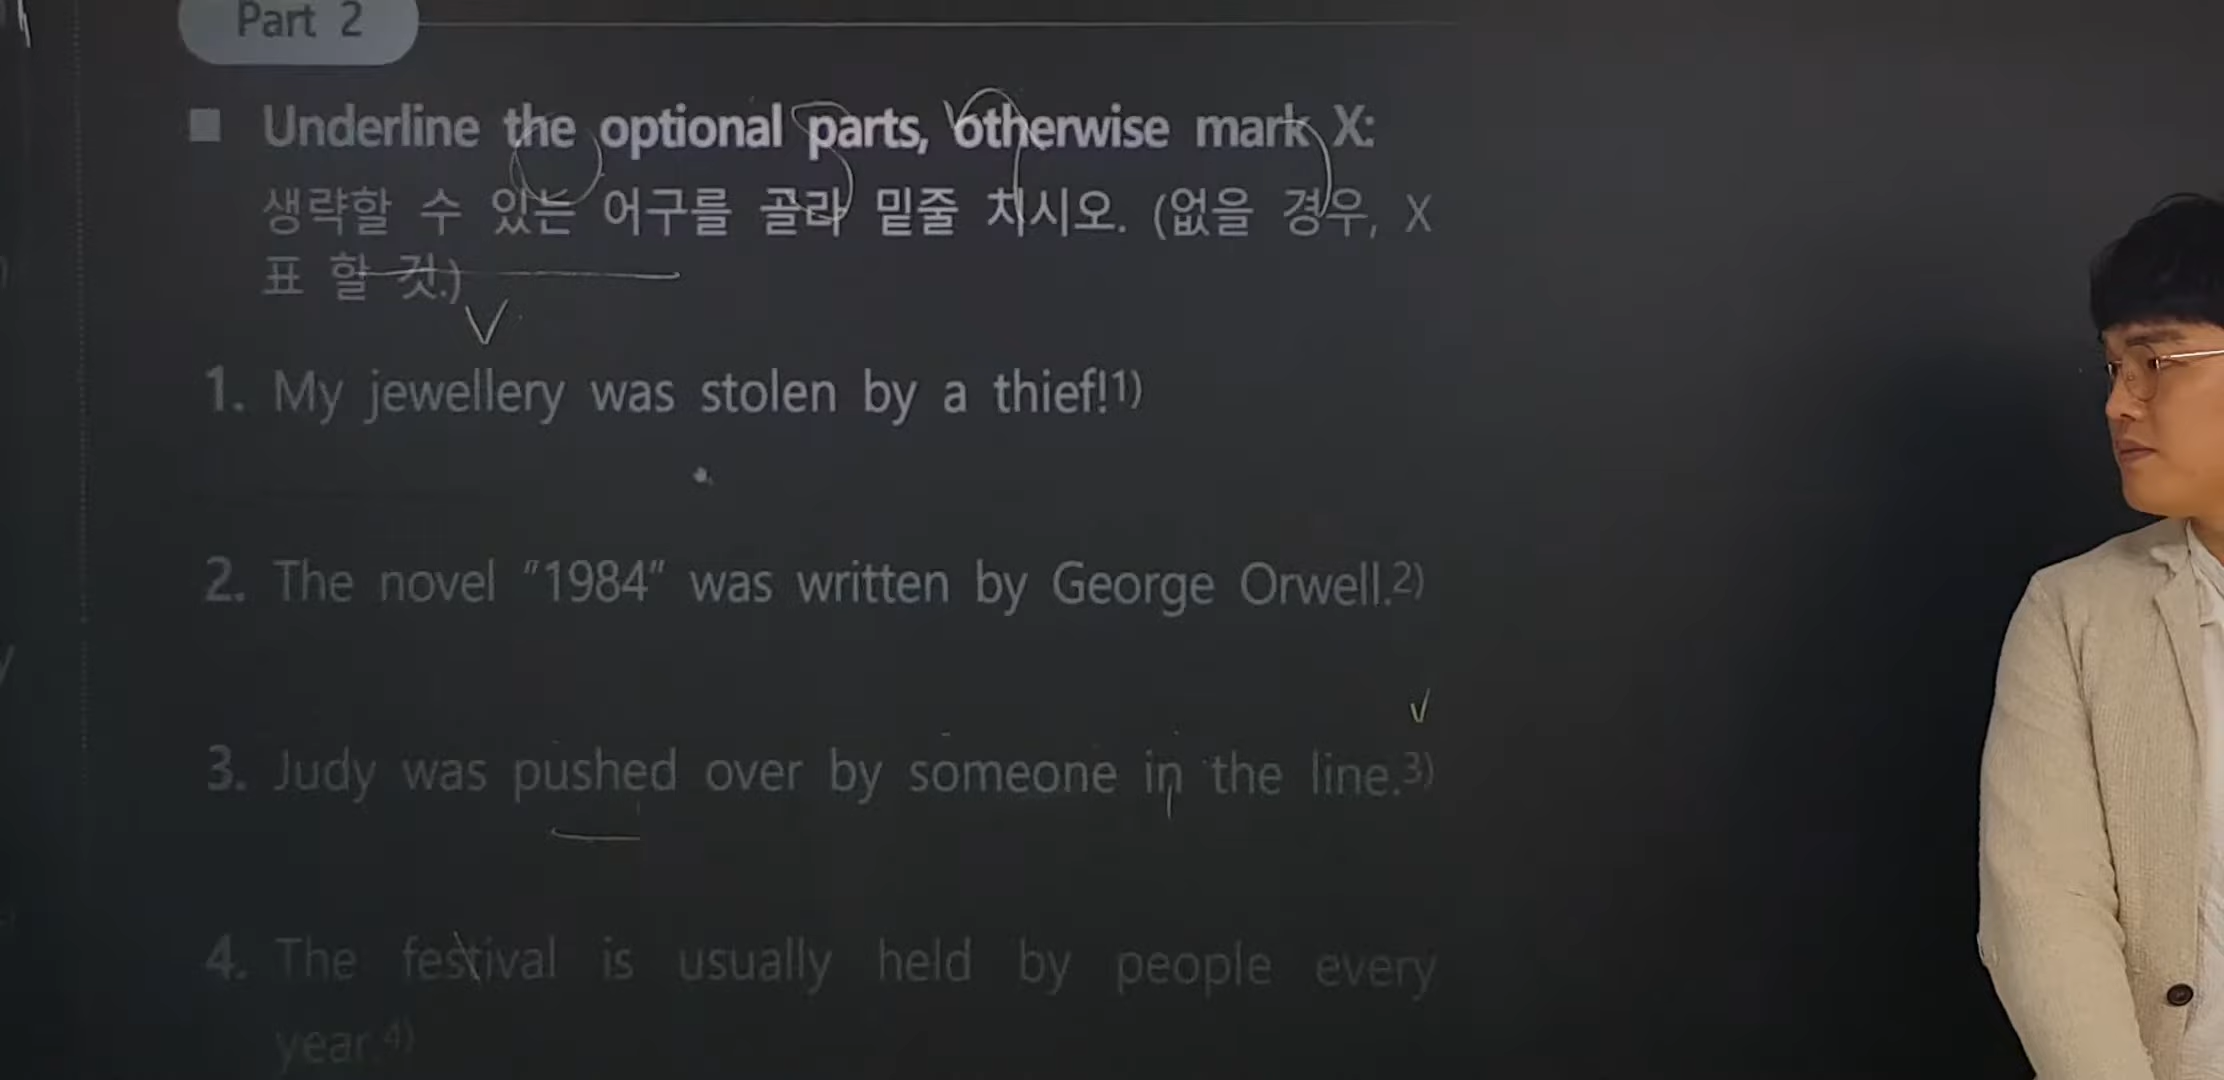 Part 2
■ Underline the optional parts, otherwise mark X:
생략할 수 있는 어구를 골라 밑줄 치시오. (없을 경우, X
표 할 것.)
1. My jewellery was stolen by a thief!1)
2. The novel "1984" was written by George Orwell.2)
3. Judy was pushed over by someone in the line.3)
4. The festival is usually held by people every
year.4)